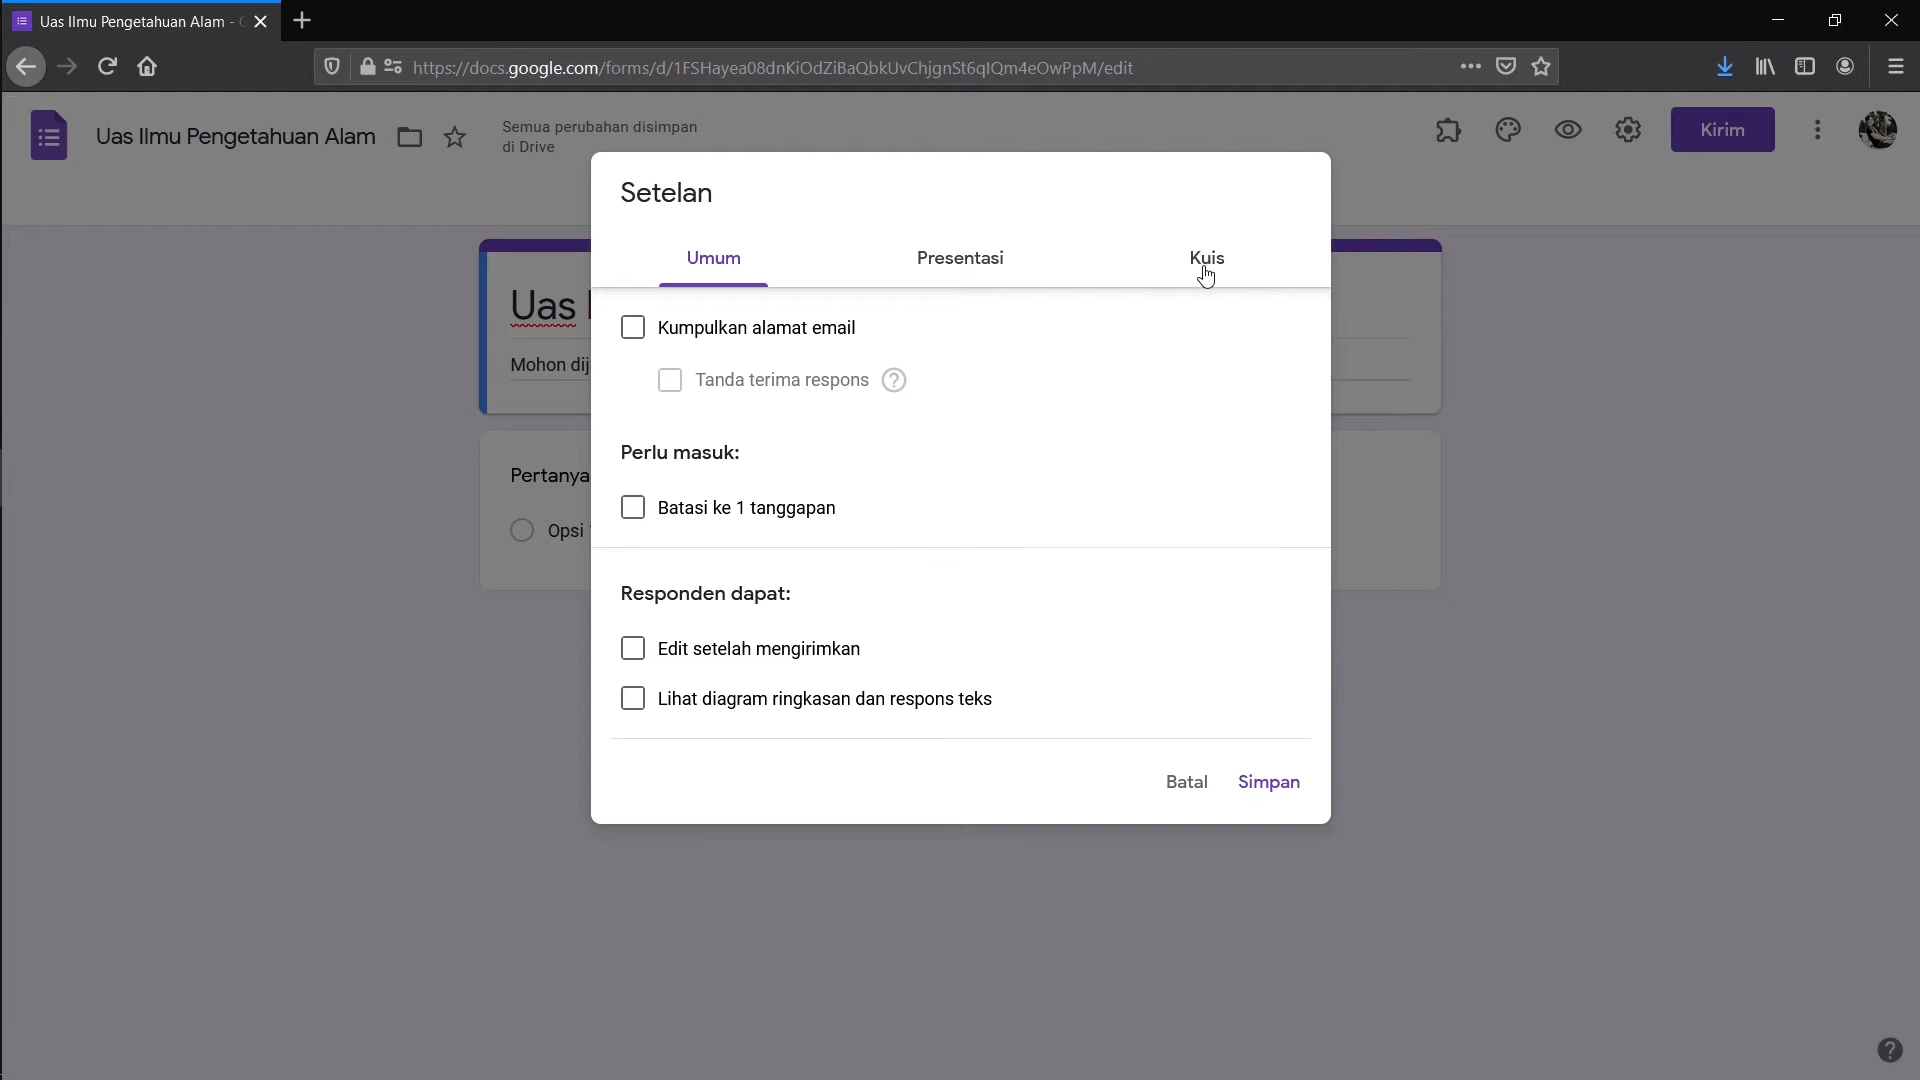 Uas Ilmu Pengetahuan Alam -
https://docs.google.com/forms/d/1FSHayea08dnKiOdZiBaQbkUvChjgnSt6qIQm4eOwPpM/edit
Uas Ilmu Pengetahuan Alam
Semua perubahan disimpan
di Drive
Kirim
Setelan
Umum
Presentasi
Kuis
Uas
Mohon dij
Kumpulkan alamat email
Tanda terima respons
Perlu masuk:
Pertanya
Batasi ke 1 tanggapan
Opsi
Responden dapat:
Edit setelah mengirimkan
Lihat diagram ringkasan dan respons teks
Batal
Simpan